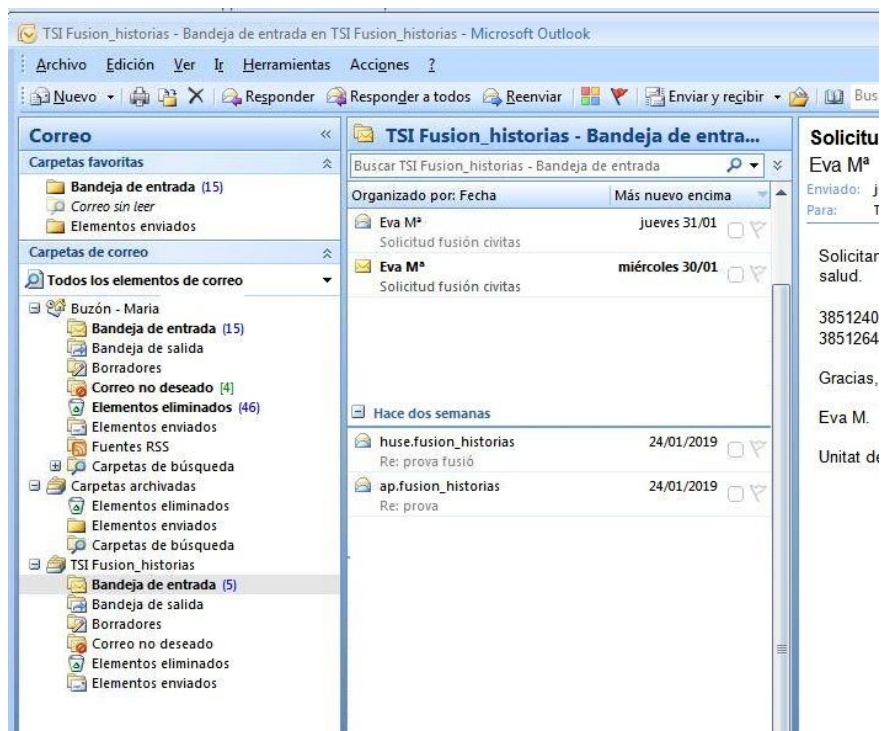 TSI Fusion_historias - Bandeja de entrada en TSI Fusion_historias - Microsoft Outlook
Archivo Edición Ver Ir Herramientas Acciones ?
Nuevo Responder Responder a todos Reenviar Enviar y recibir Bus
Correo «
Carpetas favoritas
Bandeja de entrada (15)
Correo sin leer
Elementos enviados
Carpetas de correo
Todos los elementos de correo
Buzón - Maria
Bandeja de entrada (15)
Bandeja de salida
Borradores
Correo no deseado [4]
Elementos eliminados (46)
Elementos enviados
Fuentes RSS
Carpetas de búsqueda
Carpetas archivadas
Elementos eliminados
Elementos enviados
Carpetas de búsqueda
TSI Fusion_historias
Bandeja de entrada (5)
Bandeja de salida
Borradores
Correo no deseado
Elementos eliminados
Elementos enviados
TSI Fusion_historias - Bandeja de entra...
Buscar TSI Fusion_historias - Bandeja de entrada
Organizado por: Fecha Más nuevo encima
Eva Mª jueves 31/01
Solicitud fusión civitas
Eva Mª miércoles 30/01
Solicitud fusión civitas
Hace dos semanas
huse.fusion_historias 24/01/2019
Re: prova fusió
ap.fusion_historias 24/01/2019
Re: prova
Solicitu
Eva Mª
Enviado: j
Para: T
Solicitar
salud.
3851240
3851264
Gracias,
Eva M.
Unitat de